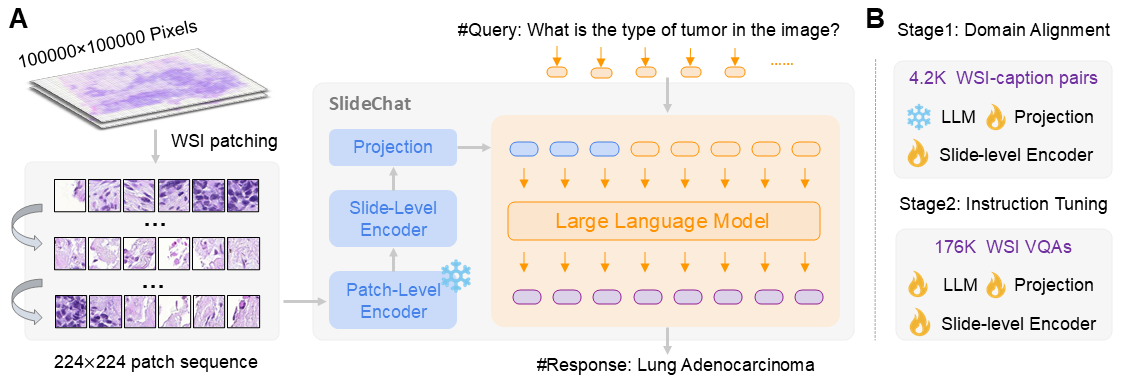 A
100000×100000 Pixels
WSI patching
...
...
224×224 patch sequence
#Query: What is the type of tumor in the image?
......
SlideChat
Projection
Slide-Level
Encoder
Patch-Level
Encoder
Large Language Model
#Response: Lung Adenocarcinoma
B
Stage1: Domain Alignment
4.2K WSI-caption pairs
LLM Projection
Slide-level Encoder
Stage2: Instruction Tuning
176K WSI VQAs
LLM Projection
Slide-level Encoder